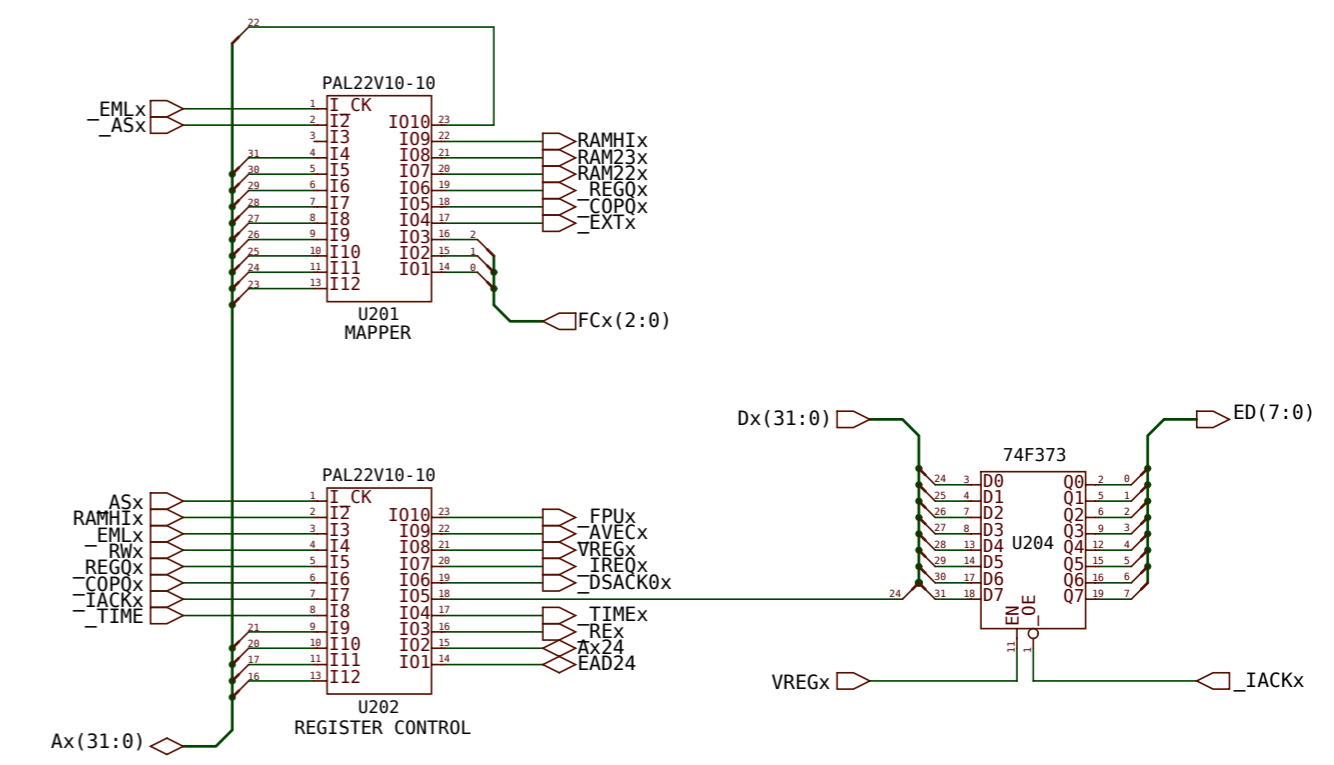 22
PAL22V10-10
_EMLx 1 I CK
_ASx 2 I2 IO10 23
3 I3 IO9 22 RAMHIx
31 4 I4 IO8 21 RAM23x
30 5 I5 IO7 20 RAM22x
29 6 I6 IO6 19 _REGQx
28 7 I7 IO5 18 _COPQx
27 8 I8 IO4 17 _EXTx
26 9 I9 IO3 16 2
25 10 I10 IO2 15 1
24 11 I11 IO1 14 0
23 13 I12
U201 FCx(2:0)
MAPPER
Dx(31:0) ED(7:0)
74F373
24 3 D0 Q0 2 0
25 4 D1 Q1 5 1
26 7 D2 Q2 6 2
27 8 D3 Q3 9 3
28 13 D4 U204 Q4 12 4
29 14 D5 Q5 15 5
30 17 D6 Q6 16 6
31 18 D7 Q7 19 7
EN _OE
11 1
VREGx _IACKx
PAL22V10-10
_ASx 1 I CK
RAMHIx 2 I2 IO10 23 _FPUx
_EMLx 3 I3 IO9 22 _AVECx
RWx 4 I4 IO8 21 VREGx
_REGQx 5 I5 IO7 20 _IREQx
_COPQx 6 I6 IO6 19 _DSACK0x
_IACKx 7 I7 IO5 18 24
_TIME 8 I8 IO4 17 _TIMEx
21 9 I9 IO3 16 _REx
20 10 I10 IO2 15 Ax24
17 11 I11 IO1 14 EAD24
16 13 I12
U202
REGISTER CONTROL
Ax(31:0)